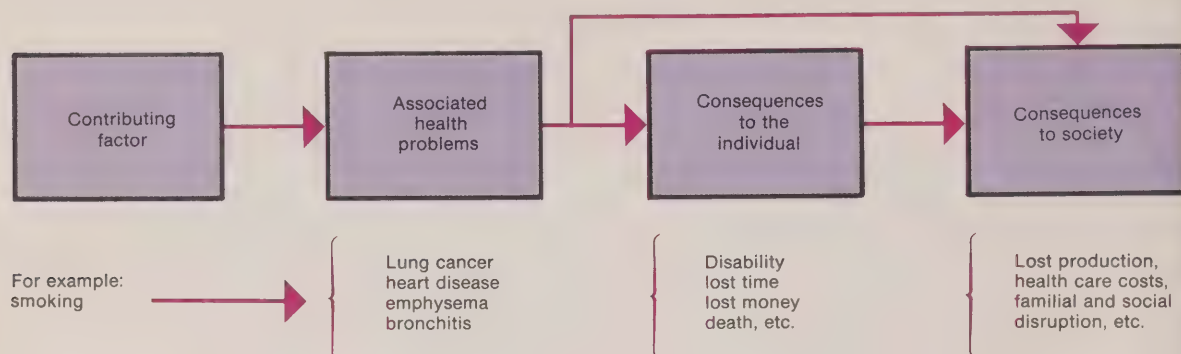 Contributing
factor
Associated
health
problems
Consequences
to the
individual
Consequences
to society
For example:
smoking
Lung cancer
heart disease
emphysema
bronchitis
Disability
lost time
lost money
death, etc.
Lost production,
health care costs,
familial and social
disruption, etc.